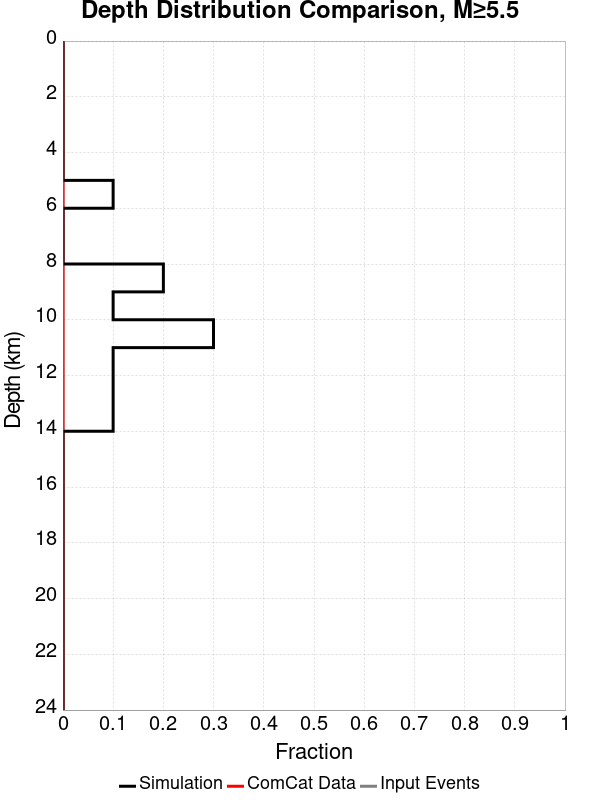 Depth Distribution Comparison, M≥5.5
0
2
4
6
8
10
12
14
16
18
20
22
24
Depth (km)
0 0.1 0.2 0.3 0.4 0.5 0.6 0.7 0.8 0.9 1
Fraction
Simulation ComCat Data Input Events